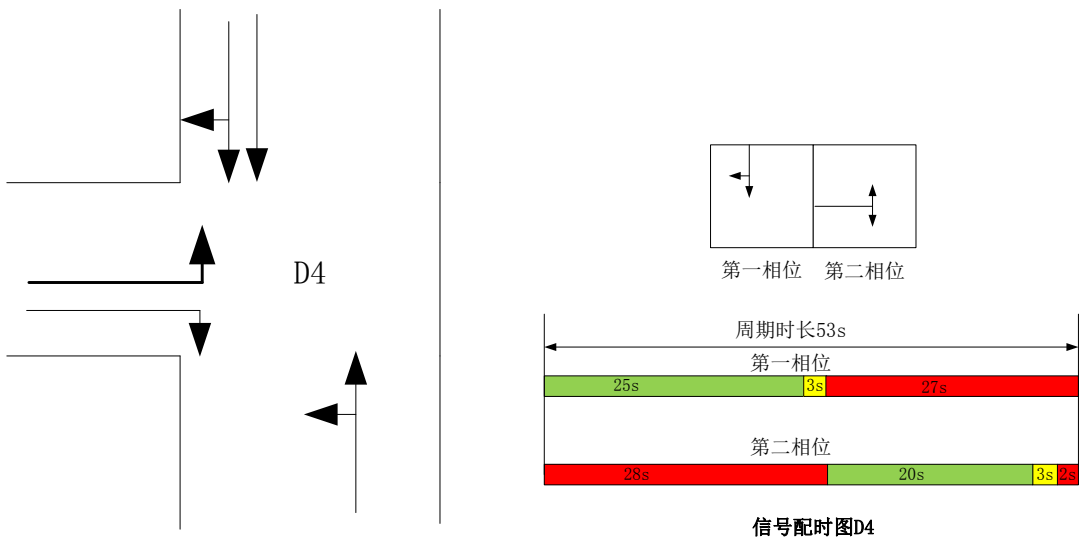 D4
第一相位 第二相位
周期时长53s
第一相位
25s 3s 27s
第二相位
28s 20s 3s 2s
信号配时图D4